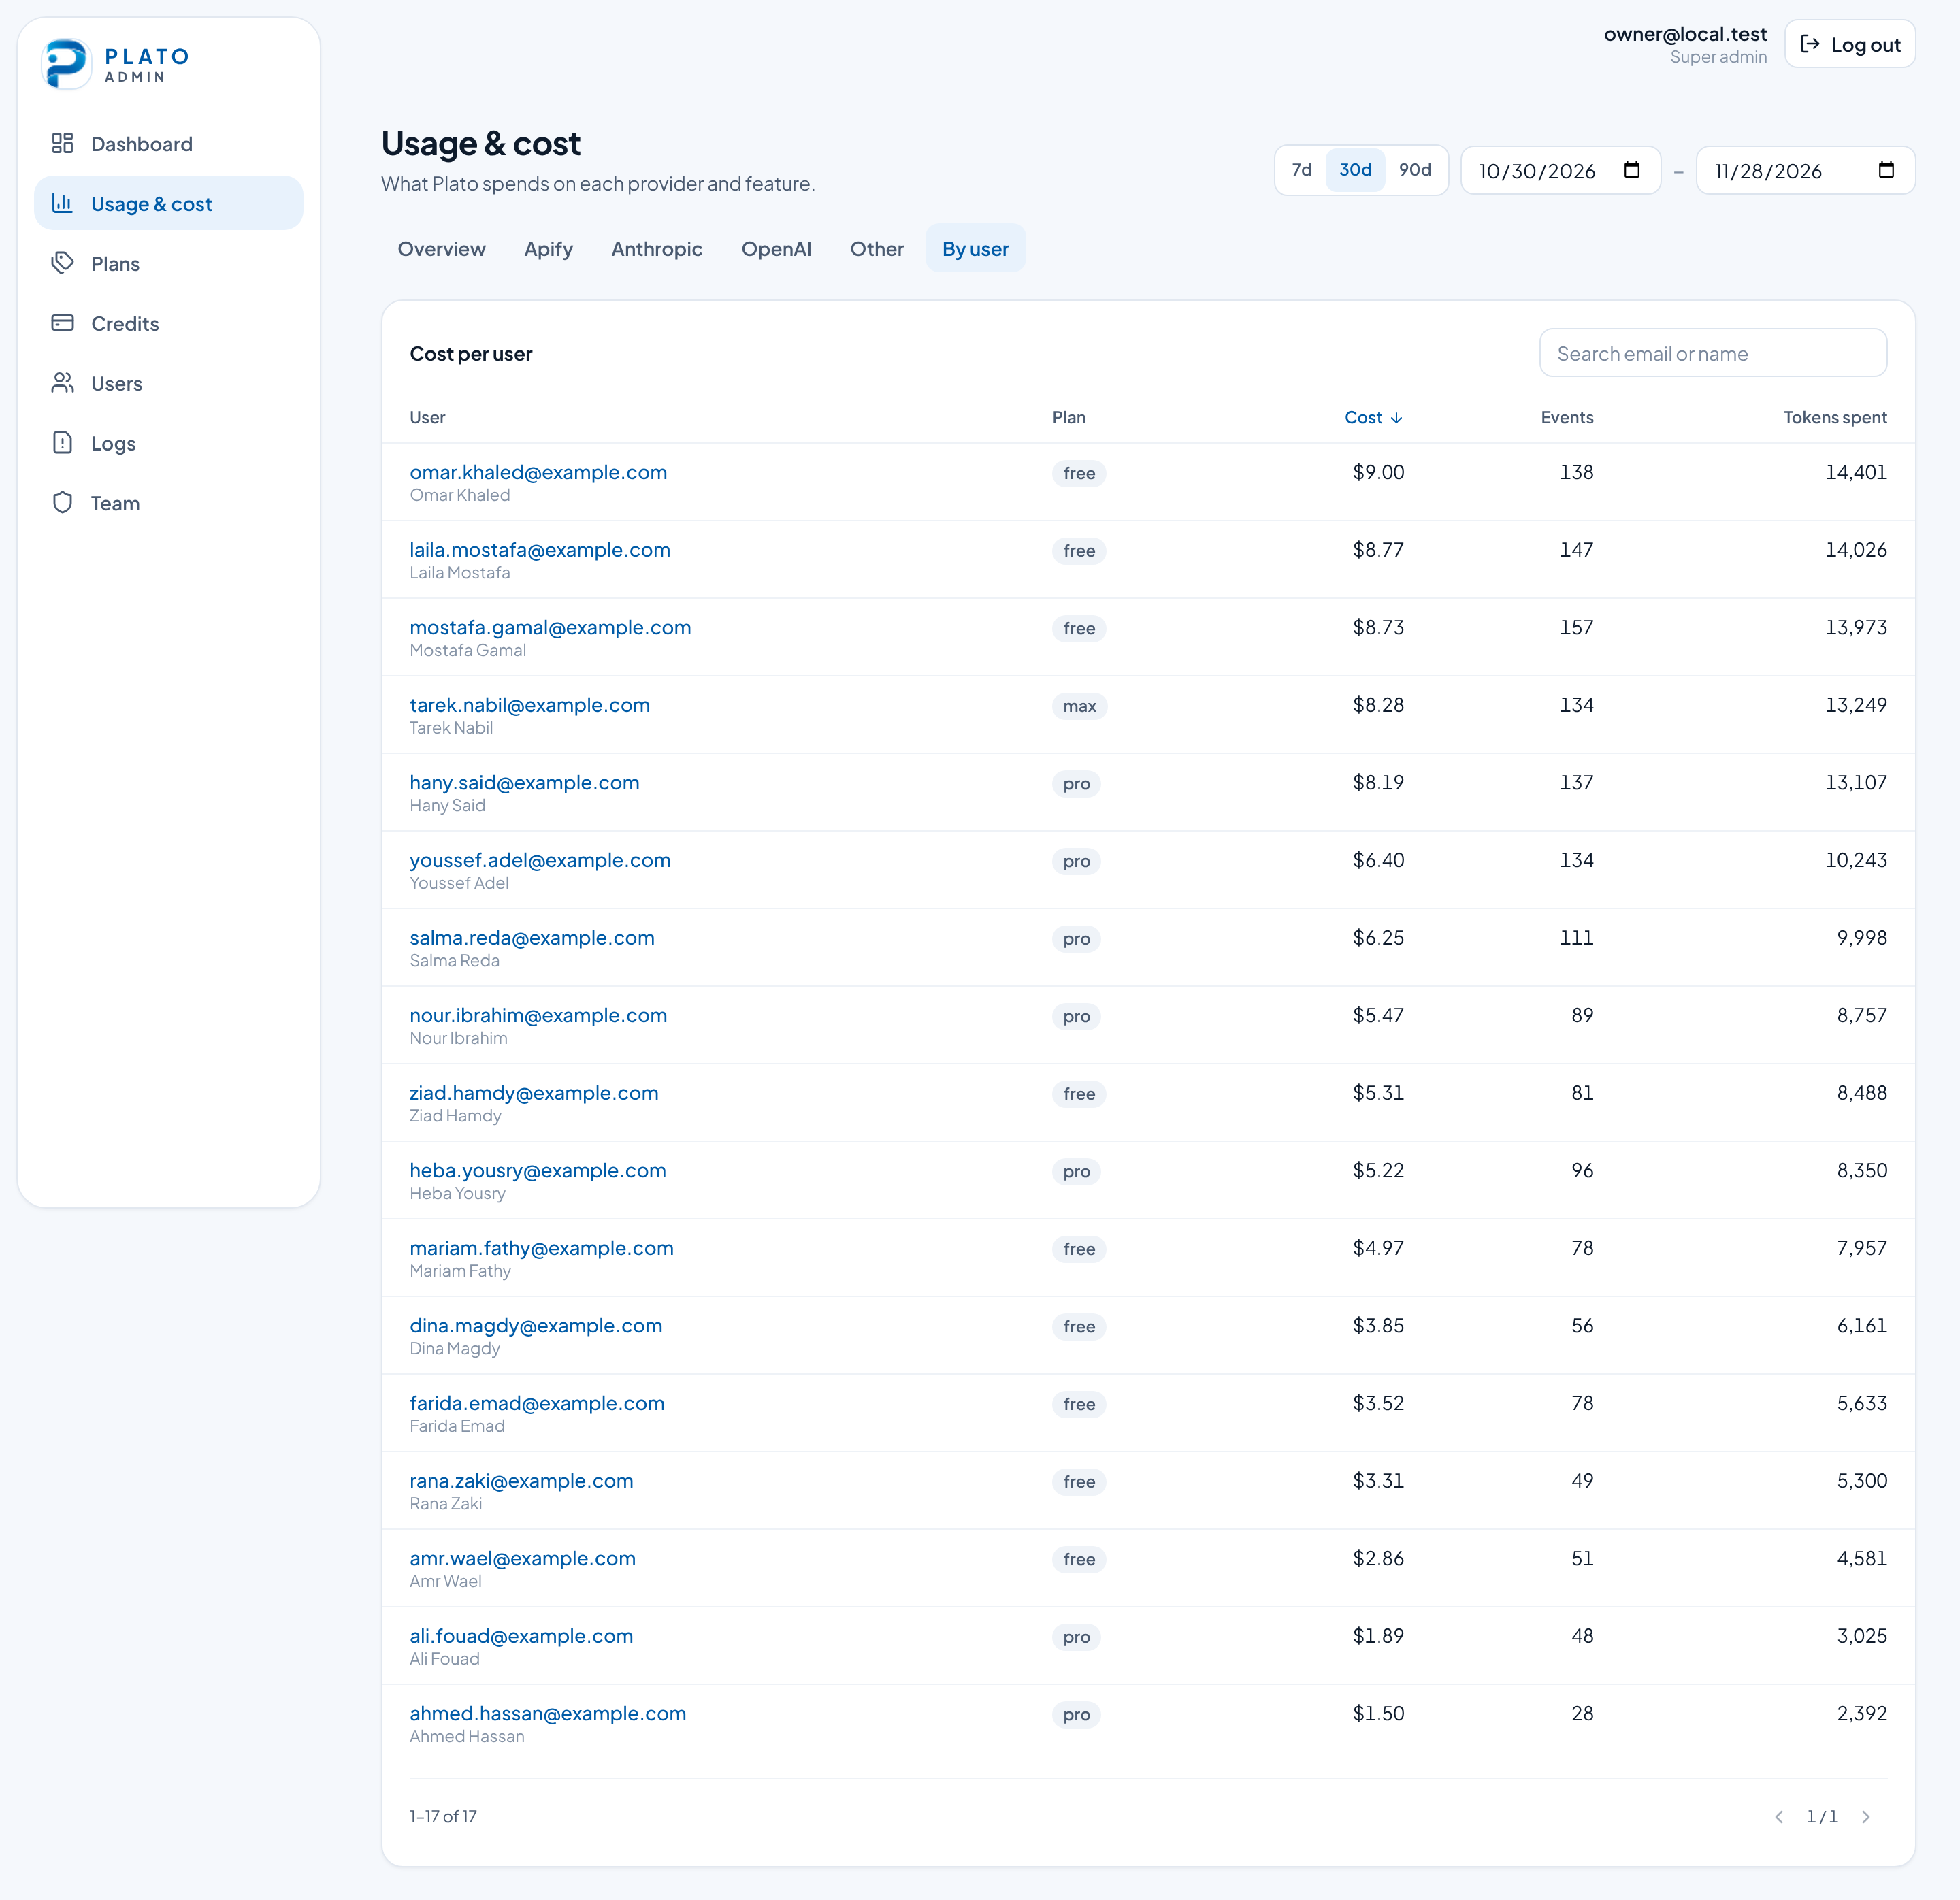 PLATO
ADMIN
Dashboard
Usage & cost
Plans
Credits
Users
Logs
Team
owner@local.test
Super admin
Log out
Usage & cost
What Plato spends on each provider and feature.
7d 30d 90d 10/30/2026 – 11/28/2026
Overview Apify Anthropic OpenAI Other By user
Cost per user
Search email or name
User Plan Cost ↓ Events Tokens spent
omar.khaled@example.com free $9.00 138 14,401
Omar Khaled
laila.mostafa@example.com free $8.77 147 14,026
Laila Mostafa
mostafa.gamal@example.com free $8.73 157 13,973
Mostafa Gamal
tarek.nabil@example.com max $8.28 134 13,249
Tarek Nabil
hany.said@example.com pro $8.19 137 13,107
Hany Said
youssef.adel@example.com pro $6.40 134 10,243
Youssef Adel
salma.reda@example.com pro $6.25 111 9,998
Salma Reda
nour.ibrahim@example.com pro $5.47 89 8,757
Nour Ibrahim
ziad.hamdy@example.com free $5.31 81 8,488
Ziad Hamdy
heba.yousry@example.com pro $5.22 96 8,350
Heba Yousry
mariam.fathy@example.com free $4.97 78 7,957
Mariam Fathy
dina.magdy@example.com free $3.85 56 6,161
Dina Magdy
farida.emad@example.com free $3.52 78 5,633
Farida Emad
rana.zaki@example.com free $3.31 49 5,300
Rana Zaki
amr.wael@example.com free $2.86 51 4,581
Amr Wael
ali.fouad@example.com pro $1.89 48 3,025
Ali Fouad
ahmed.hassan@example.com pro $1.50 28 2,392
Ahmed Hassan
1–17 of 17
1 / 1